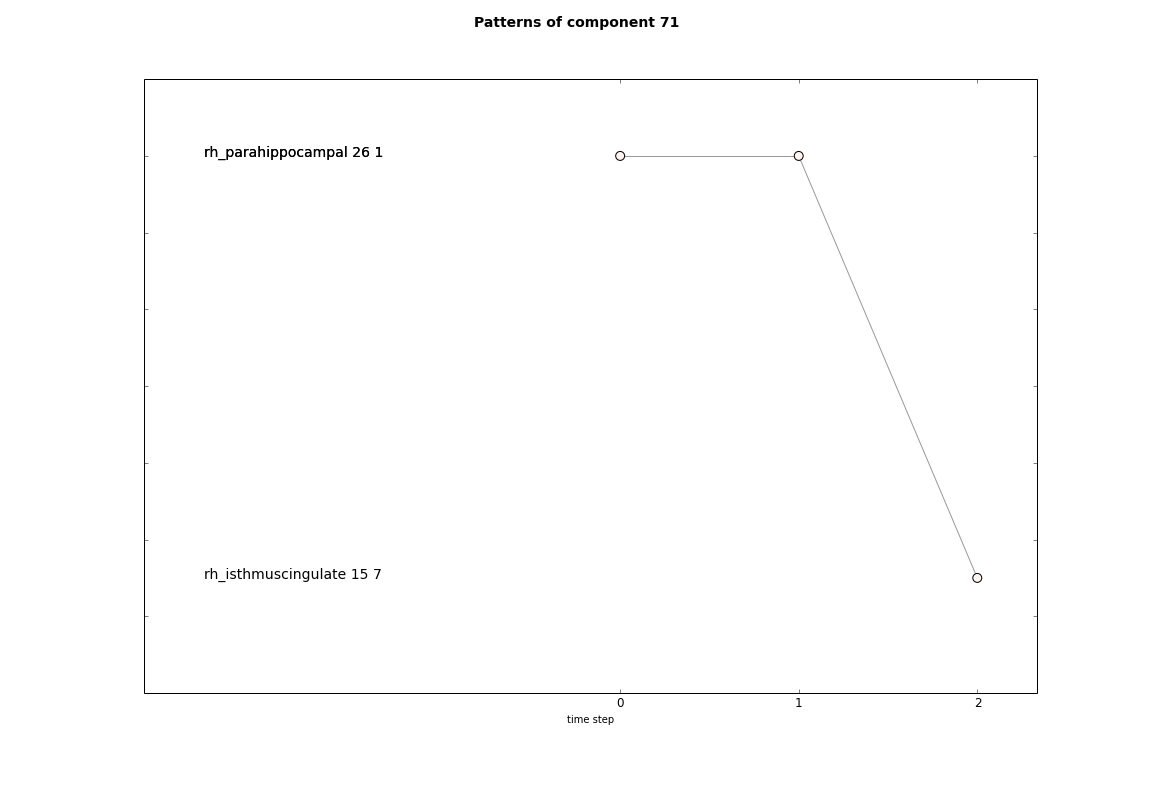 Patterns of component 71
rh_parahippocampal 26 1
rh_isthmuscingulate 15 7
0 1 2
time step